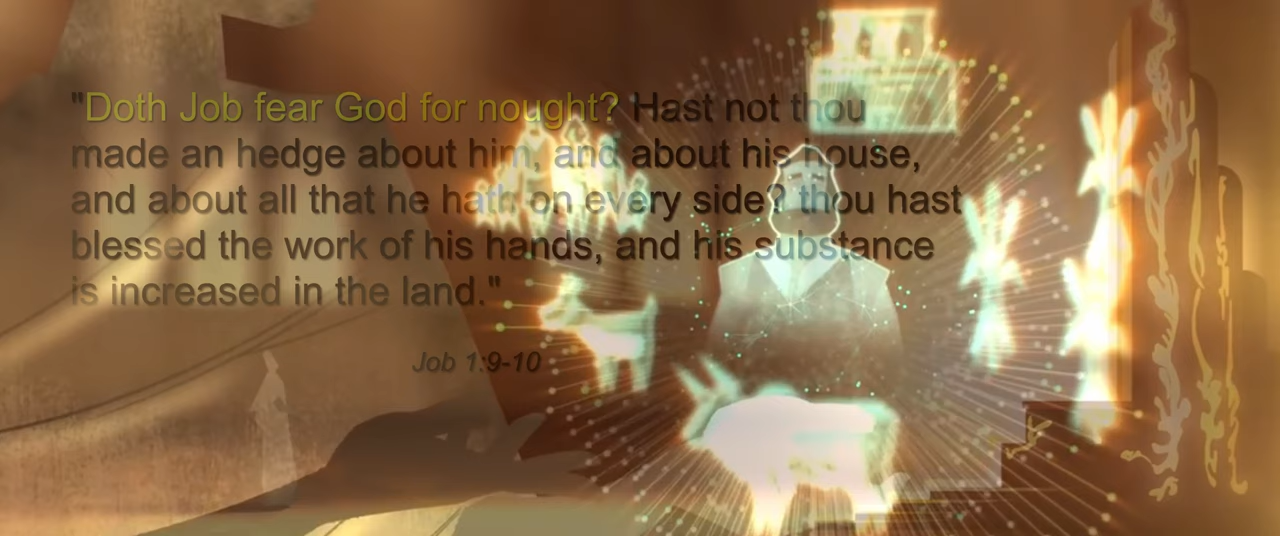 "Doth Job fear God for nought? Hast not thou
made an hedge about him, and about his house,
and about all that he hath on every side? thou hast
blessed the work of his hands, and his substance
is increased in the land."
Job 1:9-10